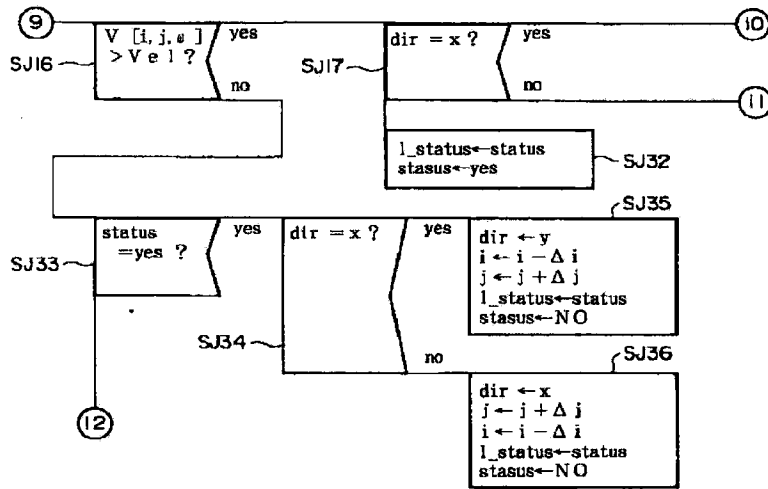 9
V [i, j, s ]
> V e l ?
yes
no
SJ16
dir = x ?
yes
no
SJ17
10
11
l_status←status
stasus←yes
SJ32
status
=yes ?
yes
SJ33
dir = x ?
yes
no
SJ34
SJ35
dir ← y
i ← i − Δ i
j ← j + Δ j
l_status←status
stasus←NO
SJ36
dir ← x
j ← j + Δ j
i ← i − Δ i
l_status←status
stasus←NO
12